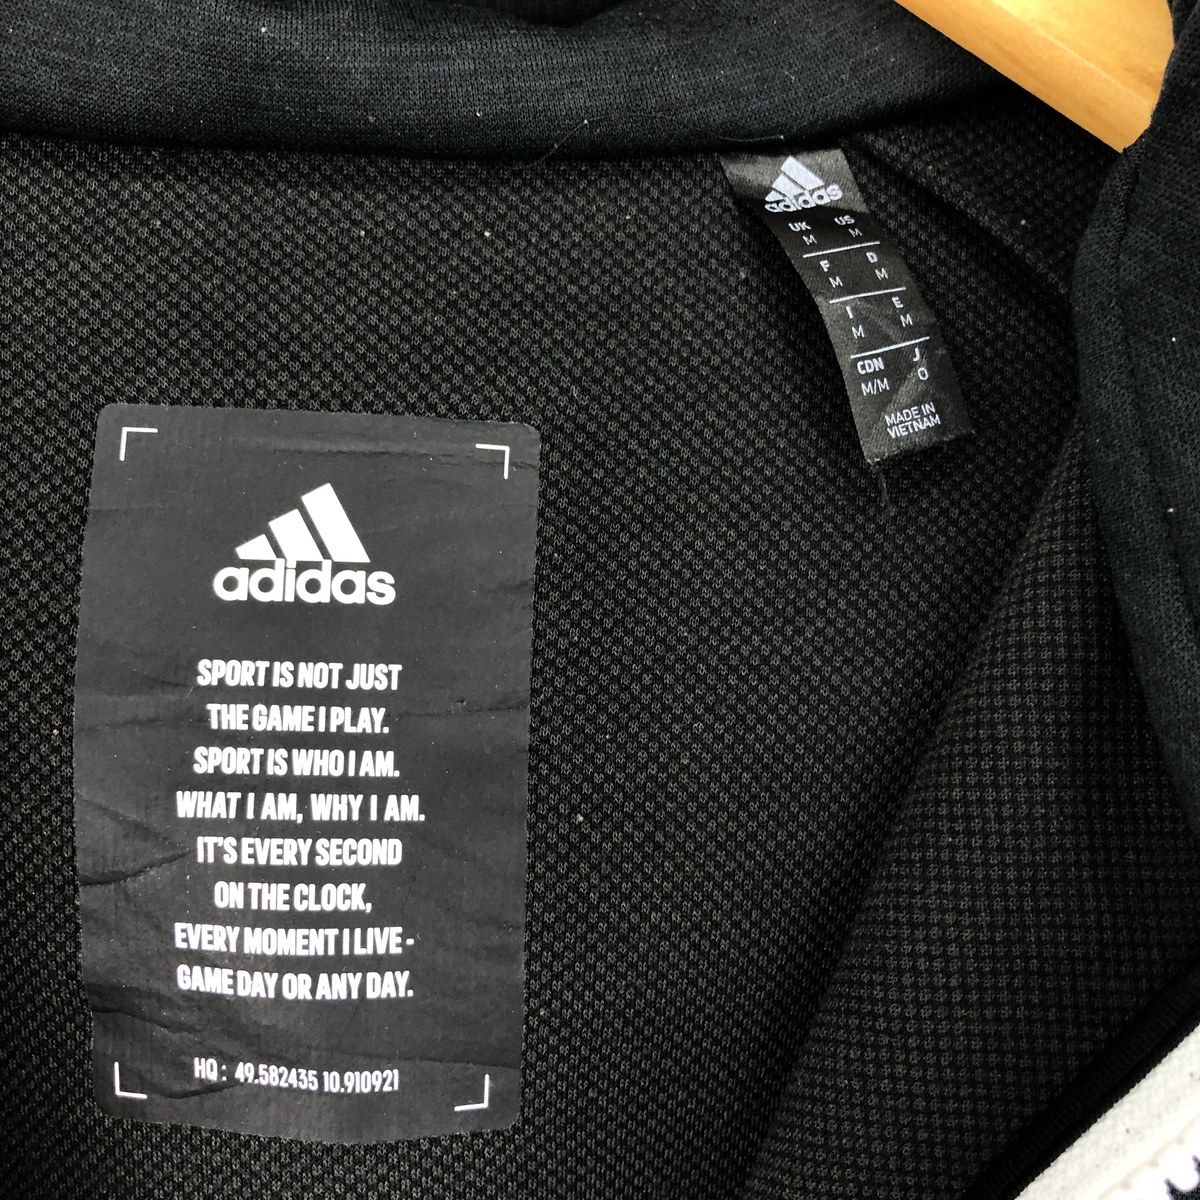 adidas
UK US
M M
F D
M M
I E
M M
CDN J
M/M O
MADE IN
VIETNAM
adidas
SPORT IS NOT JUST
THE GAME I PLAY.
SPORT IS WHO I AM.
WHAT I AM, WHY I AM.
IT'S EVERY SECOND
ON THE CLOCK,
EVERY MOMENT I LIVE -
GAME DAY OR ANY DAY.
HQ : 49.582435 10.910921